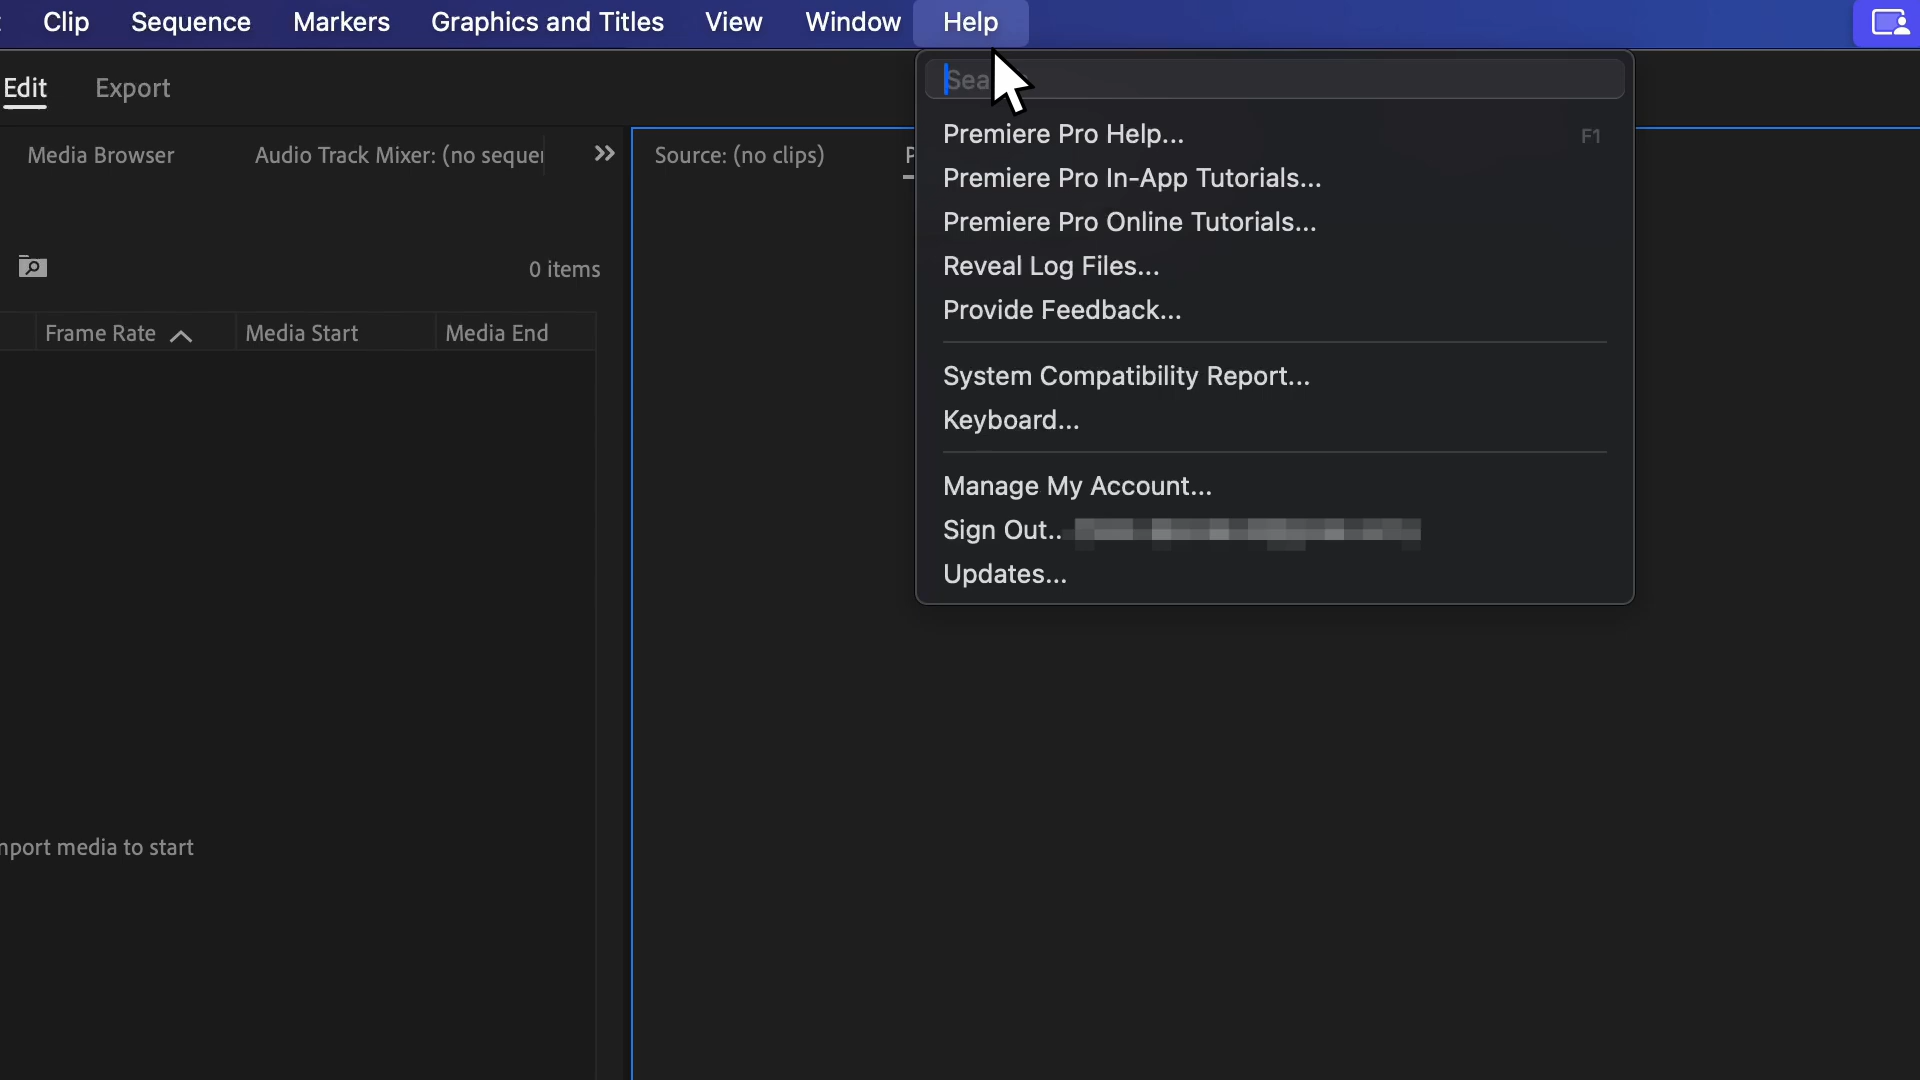 Clip Sequence Markers Graphics and Titles View Window Help
Edit Export
Media Browser Audio Track Mixer: (no sequen Source: (no clips)
0 items
Frame Rate Media Start Media End
mport media to start
Premiere Pro Help... F1
Premiere Pro In-App Tutorials...
Premiere Pro Online Tutorials...
Reveal Log Files...
Provide Feedback...
System Compatibility Report...
Keyboard...
Manage My Account...
Sign Out..
Updates...